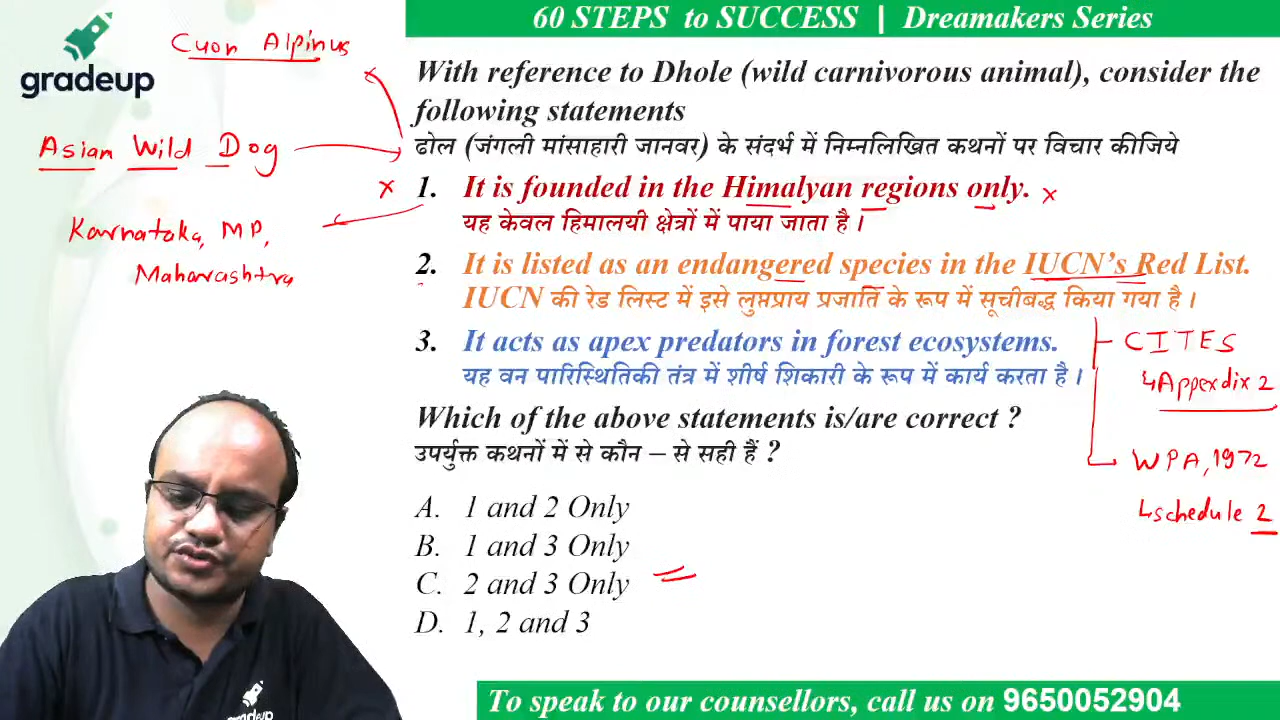 60 STEPS to SUCCESS | Dreamakers Series
gradeup
Cuon Alpinus
Asian Wild Dog
Karnataka, MP,
Maharashtra
With reference to Dhole (wild carnivorous animal), consider the
following statements
ढोल (जंगली मांसाहारी जानवर) के संदर्भ में निम्नलिखित कथनों पर विचार कीजिये
1. It is founded in the Himalyan regions only.
यह केवल हिमालयी क्षेत्रों में पाया जाता है।
2. It is listed as an endangered species in the IUCN's Red List.
IUCN की रेड लिस्ट में इसे लुप्तप्राय प्रजाति के रूप में सूचीबद्ध किया गया है।
3. It acts as apex predators in forest ecosystems.
यह वन पारिस्थितिकी तंत्र में शीर्ष शिकारी के रूप में कार्य करता है।
CITES
↳Appexdix 2
WPA, 1972
↳schedule 2
Which of the above statements is/are correct ?
उपर्युक्त कथनों में से कौन – से सही हैं ?
A. 1 and 2 Only
B. 1 and 3 Only
C. 2 and 3 Only
D. 1, 2 and 3
gradeup
To speak to our counsellors, call us on 9650052904